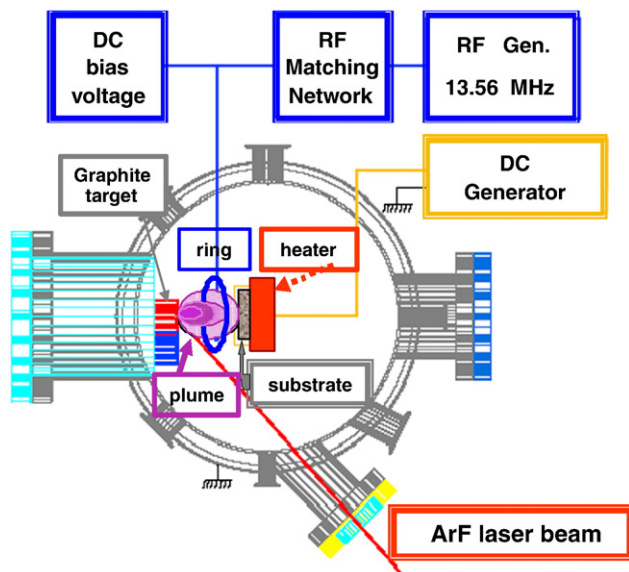 DC
bias
voltage
RF
Matching
Network
RF Gen.
13.56 MHz
DC
Generator
Graphite
target
ring
heater
plume
substrate
ArF laser beam